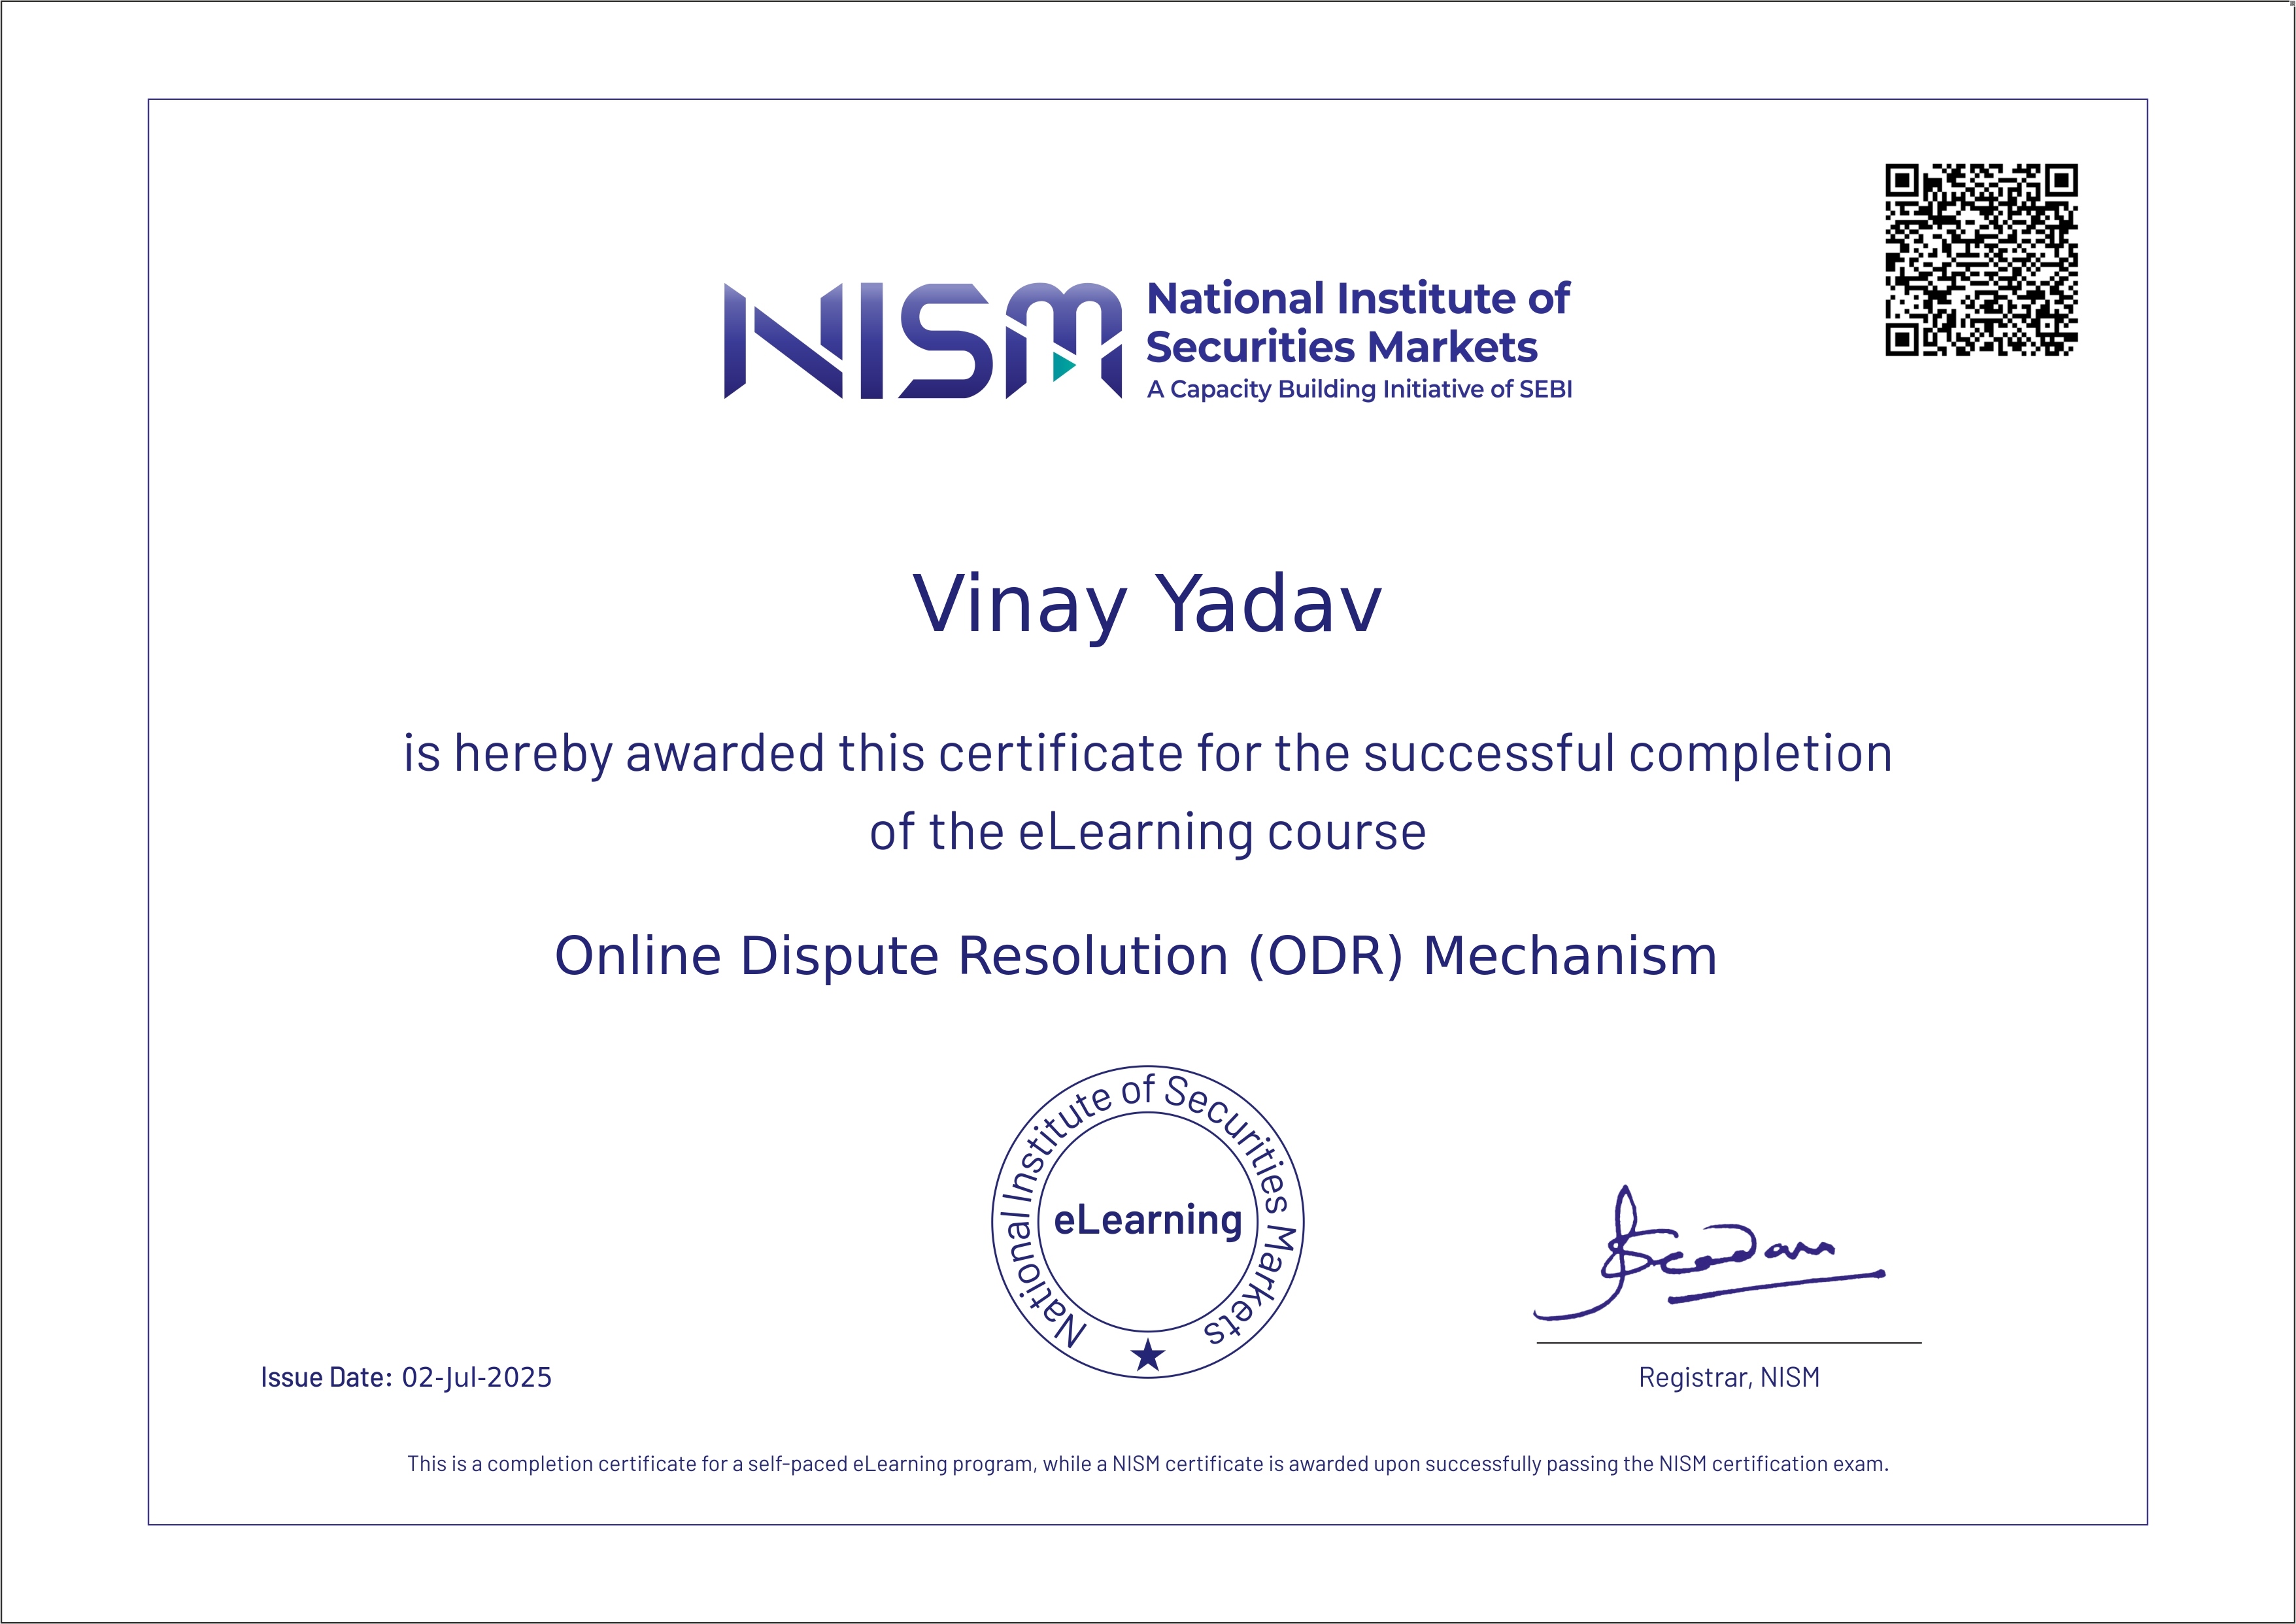 NISM
National Institute of
Securities Markets
A Capacity Building Initiative of SEBI
Vinay Yadav
is hereby awarded this certificate for the successful completion
of the eLearning course
Online Dispute Resolution (ODR) Mechanism
National Institute of Securities Markets
eLearning
Issue Date: 02-Jul-2025
Registrar, NISM
This is a completion certificate for a self-paced eLearning program, while a NISM certificate is awarded upon successfully passing the NISM certification exam.